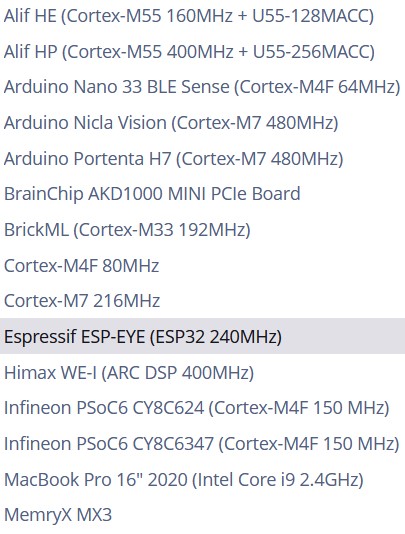 Alif HE (Cortex-M55 160MHz + U55-128MACC)
Alif HP (Cortex-M55 400MHz + U55-256MACC)
Arduino Nano 33 BLE Sense (Cortex-M4F 64MHz)
Arduino Nicla Vision (Cortex-M7 480MHz)
Arduino Portenta H7 (Cortex-M7 480MHz)
BrainChip AKD1000 MINI PCIe Board
BrickML (Cortex-M33 192MHz)
Cortex-M4F 80MHz
Cortex-M7 216MHz
Espressif ESP-EYE (ESP32 240MHz)
Himax WE-I (ARC DSP 400MHz)
Infineon PSoC6 CY8C624 (Cortex-M4F 150 MHz)
Infineon PSoC6 CY8C6347 (Cortex-M4F 150 MHz)
MacBook Pro 16" 2020 (Intel Core i9 2.4GHz)
MemryX MX3